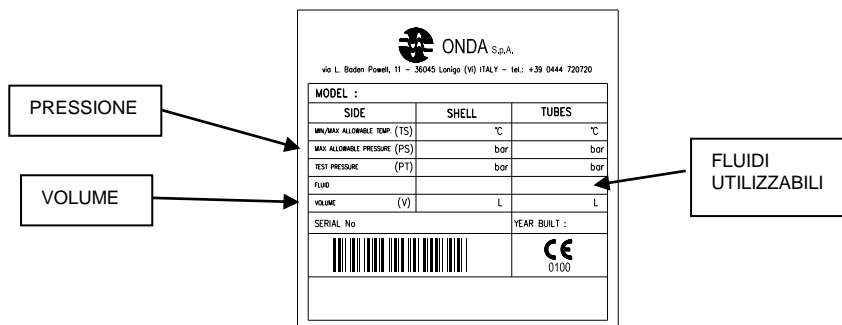 ONDA S.p.A.
via L. Baden Powell, 11 – 36045 Lonigo (VI) ITALY – tel.: +39 0444 720720
MODEL :
SIDE SHELL TUBES
MIN/MAX ALLOWABLE TEMP. (TS) °C °C
MAX ALLOWABLE PRESSURE (PS) bar bar
TEST PRESSURE (PT) bar bar
FLUID
VOLUME (V) L L
SERIAL No YEAR BUILT :
CE
0100
PRESSIONE
VOLUME
FLUIDI
UTILIZZABILI